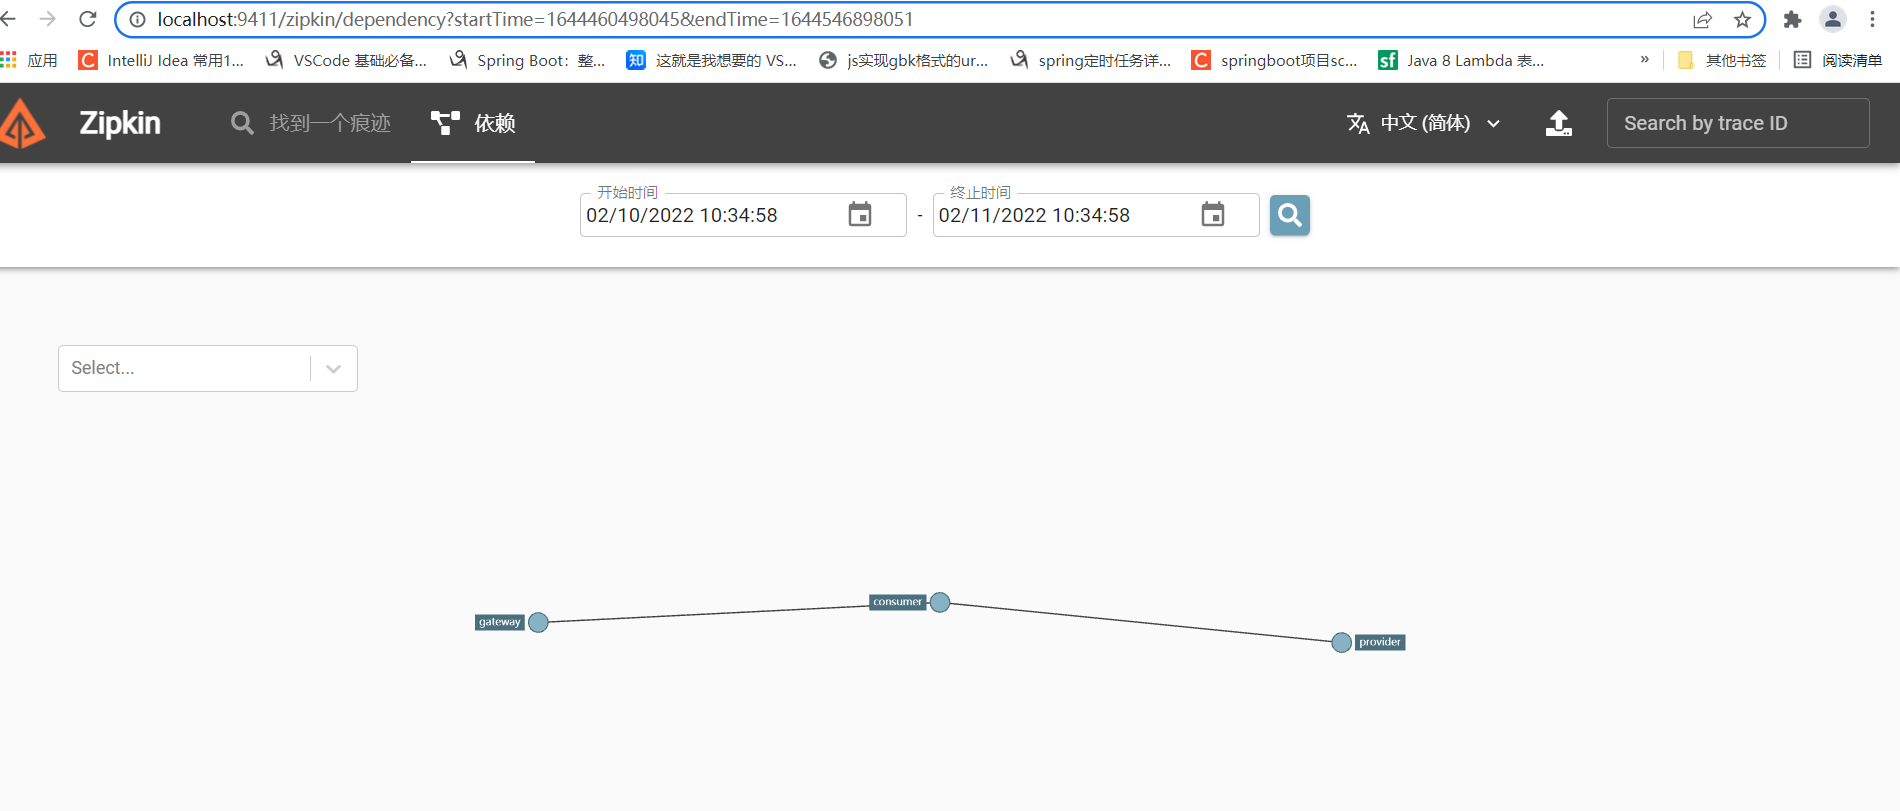 localhost:9411/zipkin/dependency?startTime=1644460498045&endTime=1644546898051
应用 IntelliJ Idea 常用1... VSCode 基础必备... Spring Boot：整... 知 这就是我想要的 VS... js实现gbk格式的ur... spring定时任务详... springboot项目sc... sf Java 8 Lambda 表... » 其他书签 阅读清单
Zipkin 找到一个痕迹 依赖 中文 (简体) Search by trace ID
开始时间 终止时间
02/10/2022 10:34:58 - 02/11/2022 10:34:58
Select...
consumer
gateway
provider